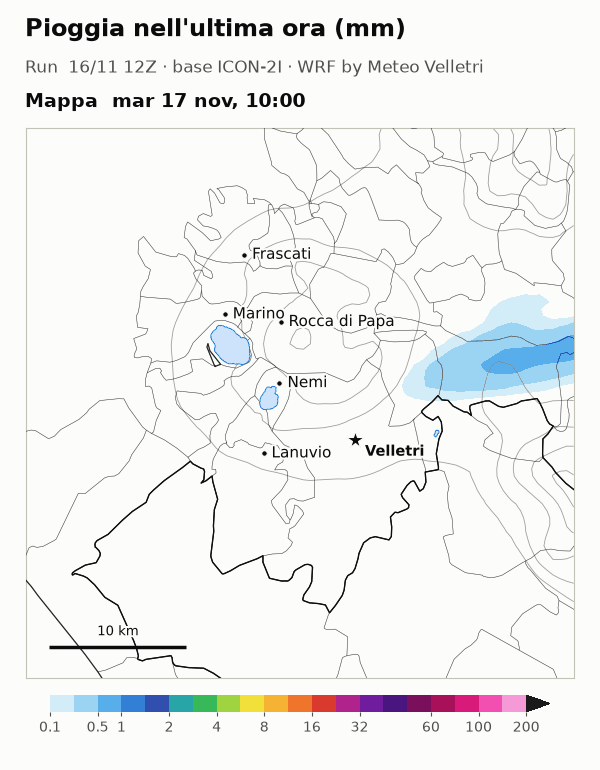 Pioggia nell'ultima ora (mm)
Run  16/11 12Z · base ICON-2I · WRF by Meteo Velletri
Mappa  mar 17 nov, 10:00
Frascati
Marino
Rocca di Papa
Nemi
Velletri
Lanuvio
10 km
0.1 0.5 1 2 4 8 16 32 60 100 200